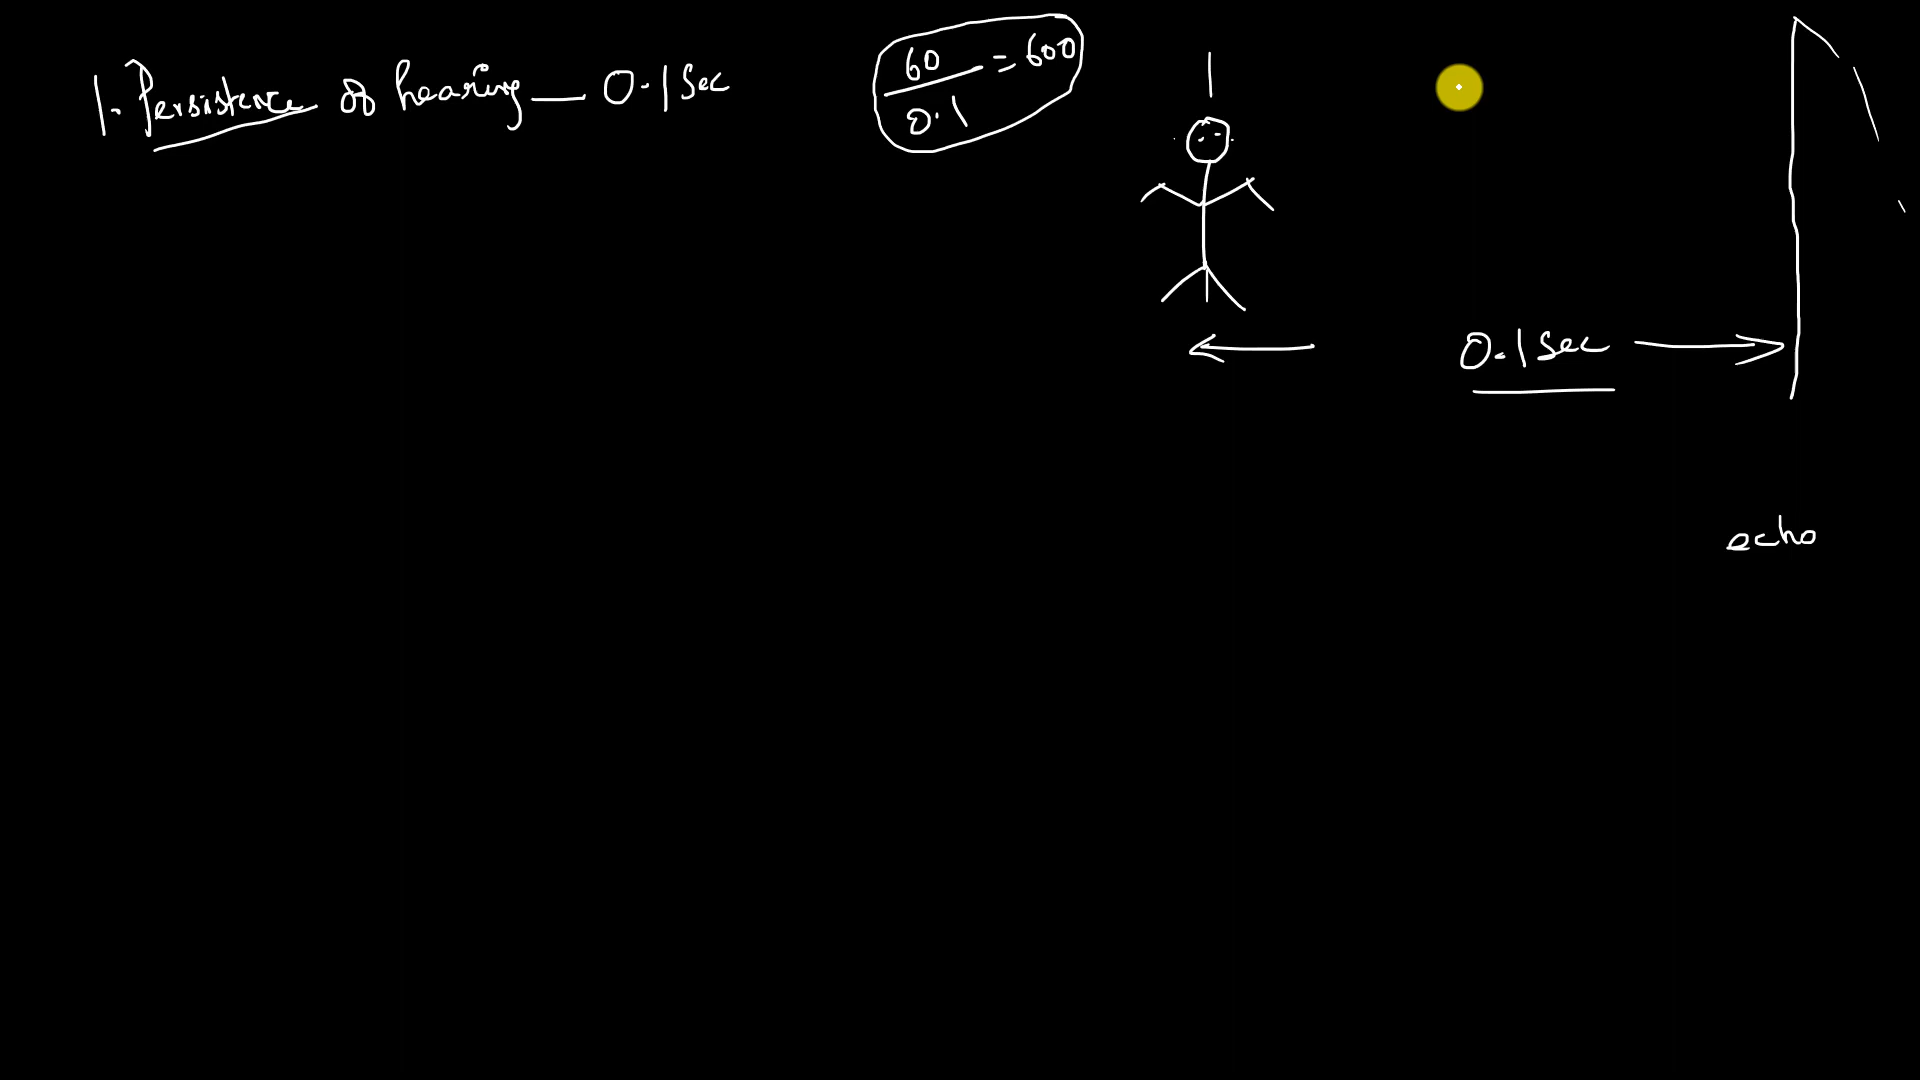 1. Persistence of hearing — 0.1 Sec
60 / 0.1 = 600
0.1 Sec
echo